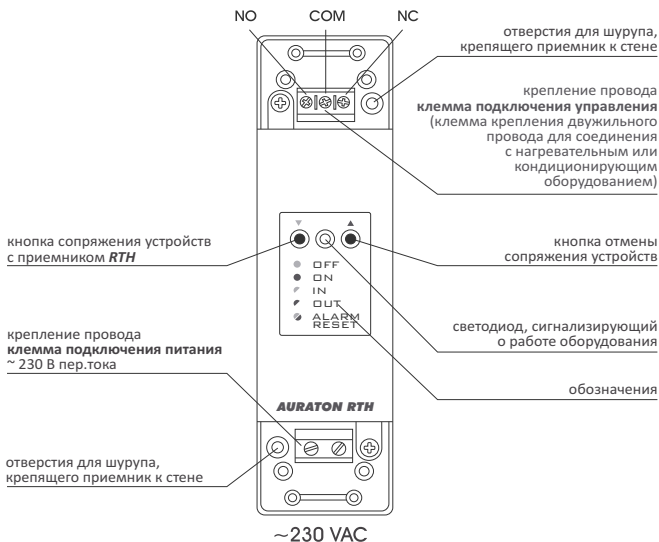 NO COM NC
отверстия для шурупа,
крепящего приемник к стене
крепление провода
клемма подключения управления
(клемма крепления двужильного
провода для соединения
с нагревательным или
кондиционирующим
оборудованием)
кнопка сопряжения устройств
с приемником RTH
кнопка отмены
сопряжения устройств
OFF
ON
IN
OUT
ALARM
RESET
светодиод, сигнализирующий
о работе оборудования
крепление провода
клемма подключения питания
~ 230 В пер.тока
обозначения
AURATON RTH
отверстия для шурупа,
крепящего приемник к стене
~230 VAC